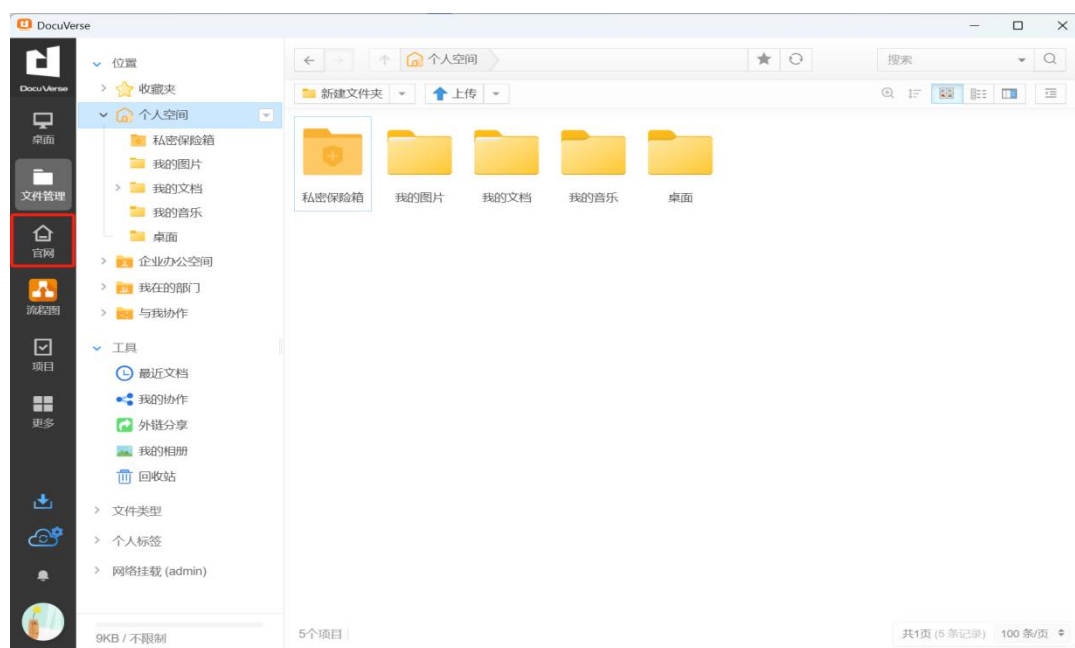 DocuVerse
DocuVerse
桌面
文件管理
官网
流程图
项目
更多
位置
收藏夹
个人空间
私密保险箱
我的图片
我的文档
我的音乐
桌面
企业办公空间
我在的部门
与我协作
工具
最近文档
我的协作
外链分享
我的相册
回收站
文件类型
个人标签
网络挂载 (admin)
9KB / 不限制
个人空间
搜索
新建文件夹 上传
私密保险箱 我的图片 我的文档 我的音乐 桌面
5个项目
共1页 (5 条记录) 100 条/页